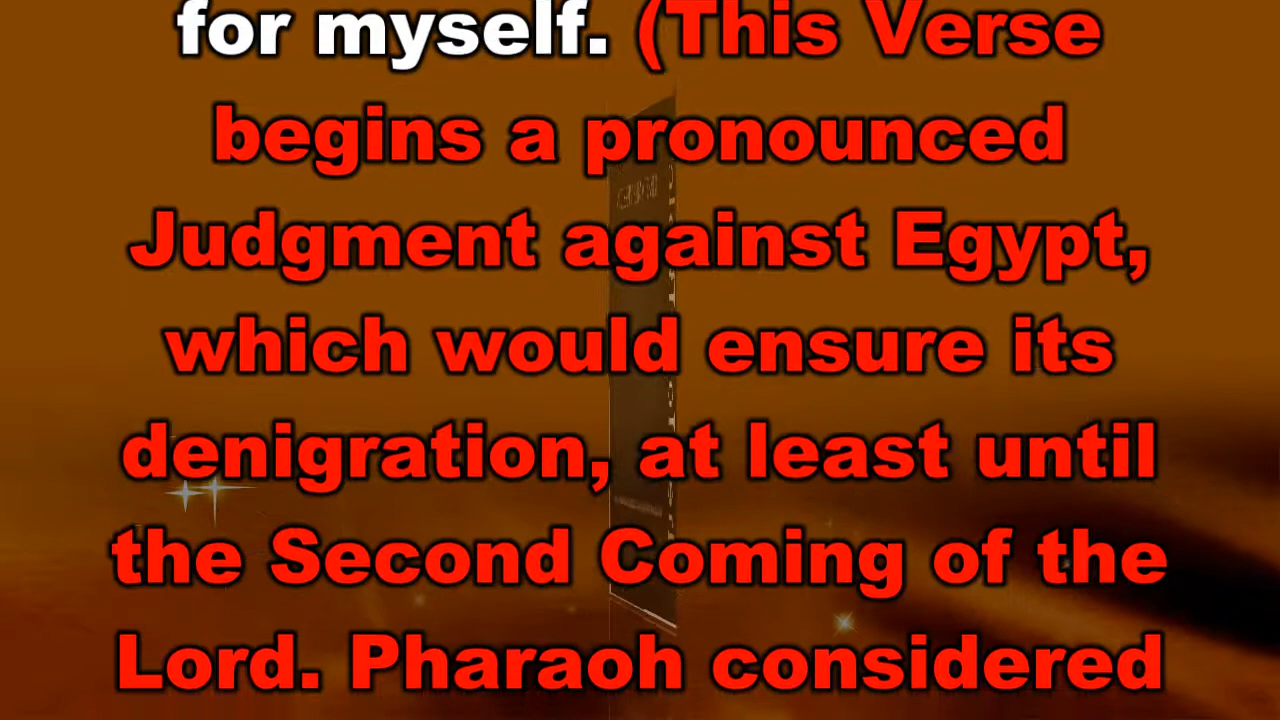 for myself. (This Verse
begins a pronounced
Judgment against Egypt,
which would ensure its
denigration, at least until
the Second Coming of the
Lord. Pharaoh considered